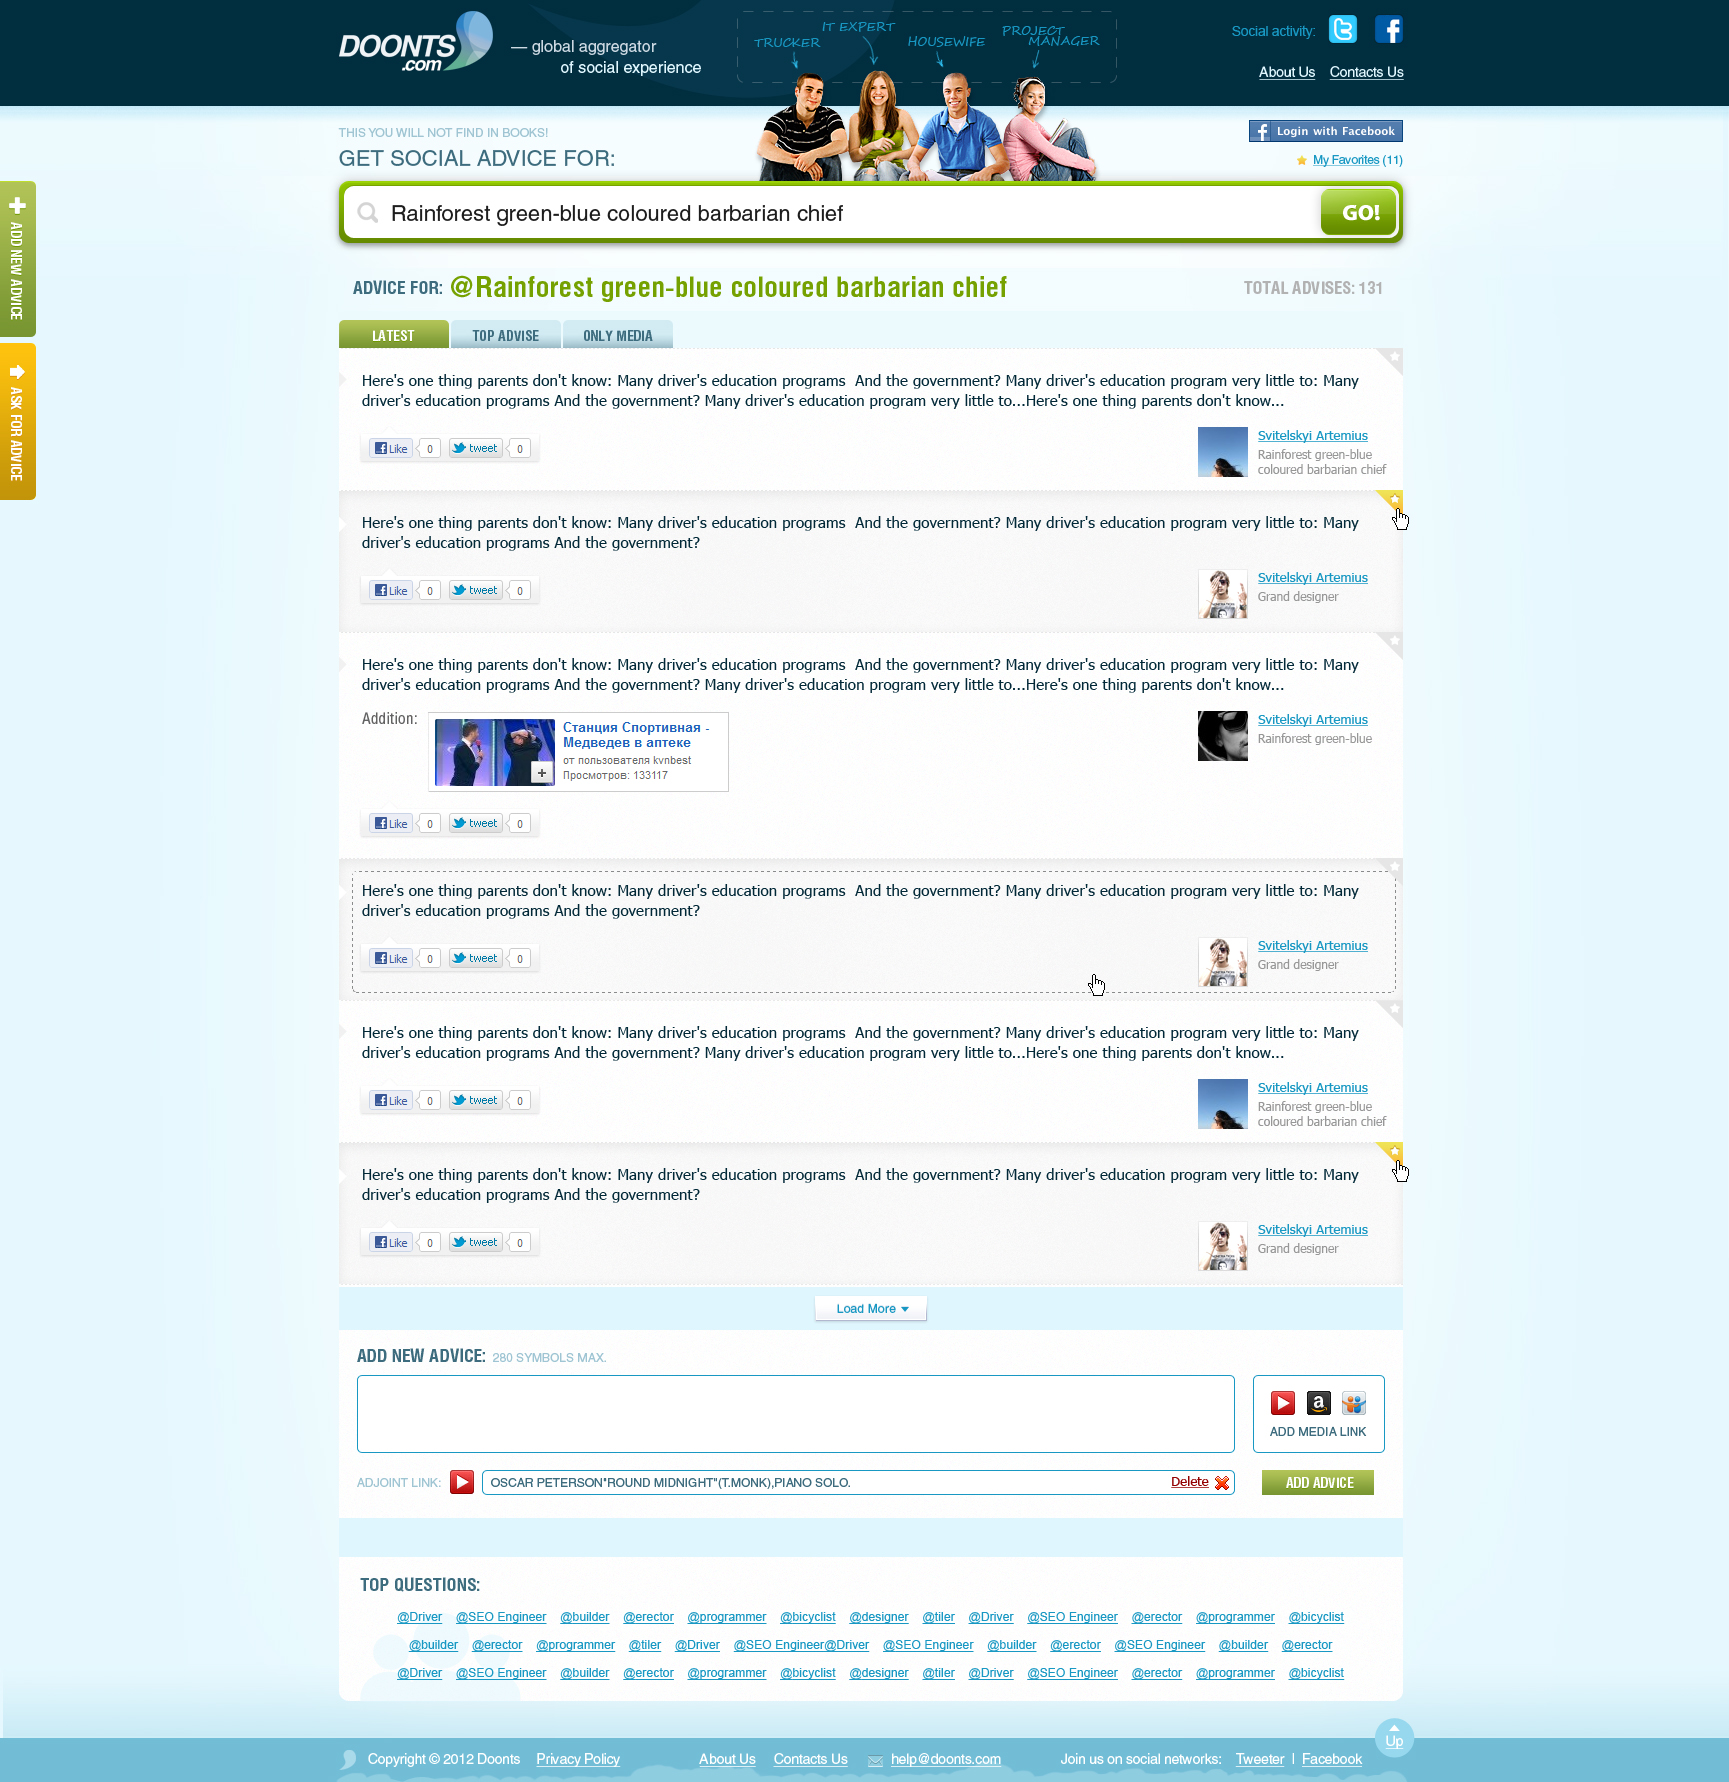 DOONTS
.com
— global aggregator
of social experience
TRUCKER
IT EXPERT
HOUSEWIFE
PROJECT
MANAGER
Social activity:
About Us Contacts Us
THIS YOU WILL NOT FIND IN BOOKS!
GET SOCIAL ADVICE FOR:
Login with Facebook
My Favorites (11)
Rainforest green-blue coloured barbarian chief
GO!
ADD NEW ADVICE
ASK FOR ADVICE
ADVICE FOR: @Rainforest green-blue coloured barbarian chief
TOTAL ADVISES: 131
LATEST TOP ADVISE ONLY MEDIA
Here's one thing parents don't know: Many driver's education programs  And the government? Many driver's education program very little to: Many
driver's education programs And the government? Many driver's education program very little to...Here's one thing parents don't know...
Like 0 tweet 0
Svitelskyi Artemius
Rainforest green-blue
coloured barbarian chief
Here's one thing parents don't know: Many driver's education programs  And the government? Many driver's education program very little to: Many
driver's education programs And the government?
Like 0 tweet 0
Svitelskyi Artemius
Grand designer
Here's one thing parents don't know: Many driver's education programs  And the government? Many driver's education program very little to: Many
driver's education programs And the government? Many driver's education program very little to...Here's one thing parents don't know...
Addition:
Станция Спортивная -
Медведев в аптеке
от пользователя kvnbest
Просмотров: 133117
Svitelskyi Artemius
Rainforest green-blue
Like 0 tweet 0
Here's one thing parents don't know: Many driver's education programs  And the government? Many driver's education program very little to: Many
driver's education programs And the government?
Like 0 tweet 0
Svitelskyi Artemius
Grand designer
Here's one thing parents don't know: Many driver's education programs  And the government? Many driver's education program very little to: Many
driver's education programs And the government? Many driver's education program very little to...Here's one thing parents don't know...
Like 0 tweet 0
Svitelskyi Artemius
Rainforest green-blue
coloured barbarian chief
Here's one thing parents don't know: Many driver's education programs  And the government? Many driver's education program very little to: Many
driver's education programs And the government?
Like 0 tweet 0
Svitelskyi Artemius
Grand designer
Load More
ADD NEW ADVICE: 280 SYMBOLS MAX.
ADD MEDIA LINK
ADJOINT LINK: OSCAR PETERSON"ROUND MIDNIGHT"(T.MONK),PIANO SOLO. Delete
ADD ADVICE
TOP QUESTIONS:
@Driver @SEO Engineer @builder @erector @programmer @bicyclist @designer @tiler @Driver @SEO Engineer @erector @programmer @bicyclist
@builder @erector @programmer @tiler @Driver @SEO Engineer@Driver @SEO Engineer @builder @erector @SEO Engineer @builder @erector
@Driver @SEO Engineer @builder @erector @programmer @bicyclist @designer @tiler @Driver @SEO Engineer @erector @programmer @bicyclist
Up
Copyright © 2012 Doonts Privacy Policy About Us Contacts Us help@doonts.com Join us on social networks: Tweeter | Facebook